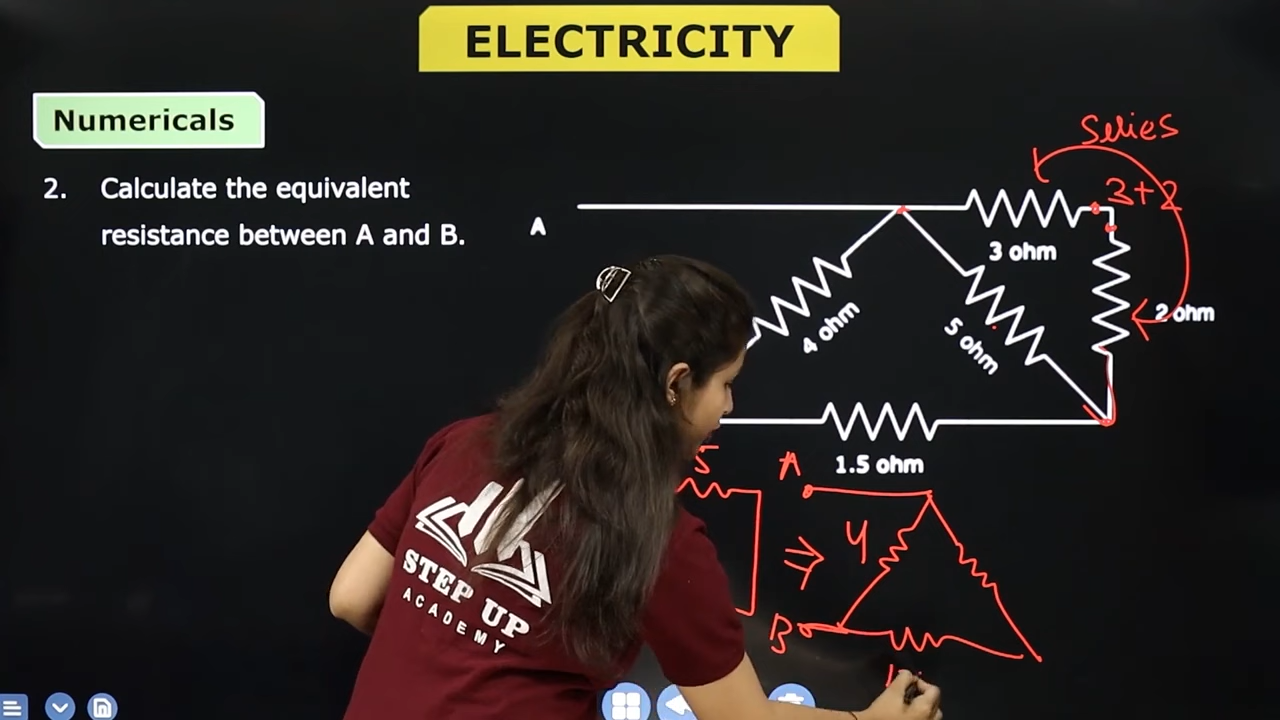 ELECTRICITY
Numericals
2. Calculate the equivalent
resistance between A and B.
Series
3+2
A
3 ohm
2 ohm
4 ohm
5 ohm
1.5 ohm
5
A
4
B
STEP UP
ACADEMY